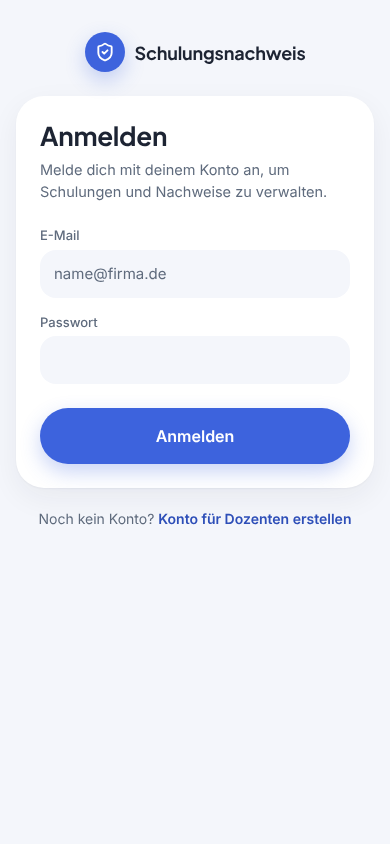 Schulungsnachweis
Anmelden
Melde dich mit deinem Konto an, um
Schulungen und Nachweise zu verwalten.
E-Mail
name@firma.de
Passwort
Anmelden
Noch kein Konto? Konto für Dozenten erstellen